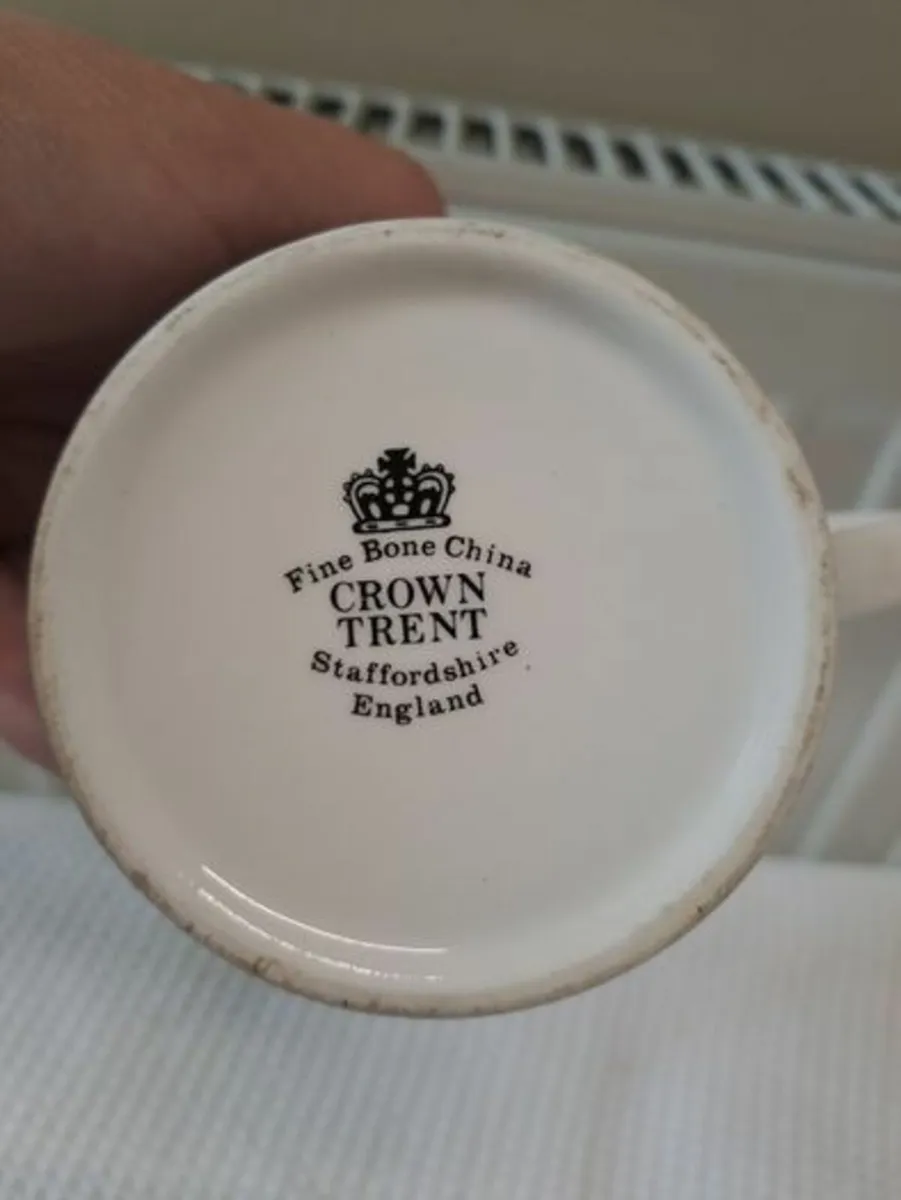 Fine Bone China
CROWN
TRENT
Staffordshire
England